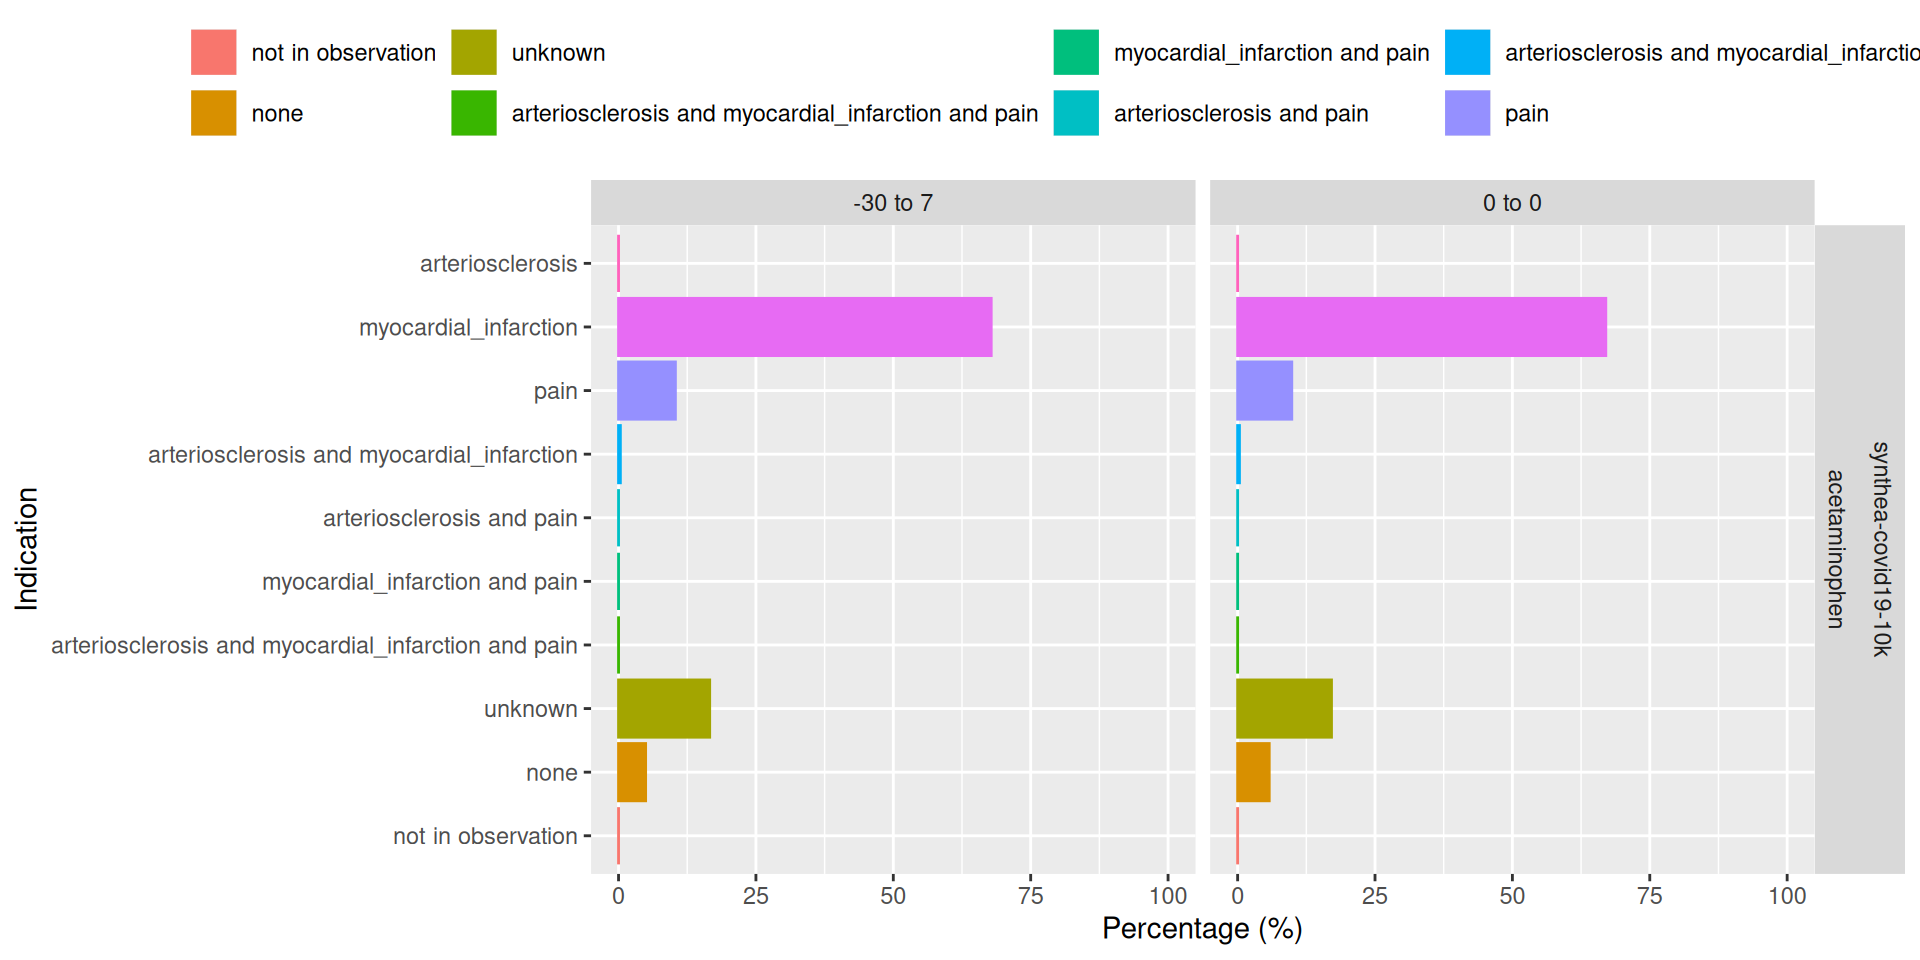 not in observation
unknown
myocardial_infarction and pain
arteriosclerosis and myocardial_infarctio
none
arteriosclerosis and myocardial_infarction and pain
arteriosclerosis and pain
pain
-30 to 7
0 to 0
Indication
arteriosclerosis
myocardial_infarction
pain
arteriosclerosis and myocardial_infarction
arteriosclerosis and pain
myocardial_infarction and pain
arteriosclerosis and myocardial_infarction and pain
unknown
none
not in observation
synthea-covid19-10k
acetaminophen
0 25 50 75 100
0 25 50 75 100
Percentage (%)